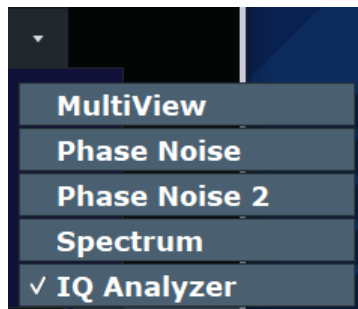 MultiView
Phase Noise
Phase Noise 2
Spectrum
✓ IQ Analyzer